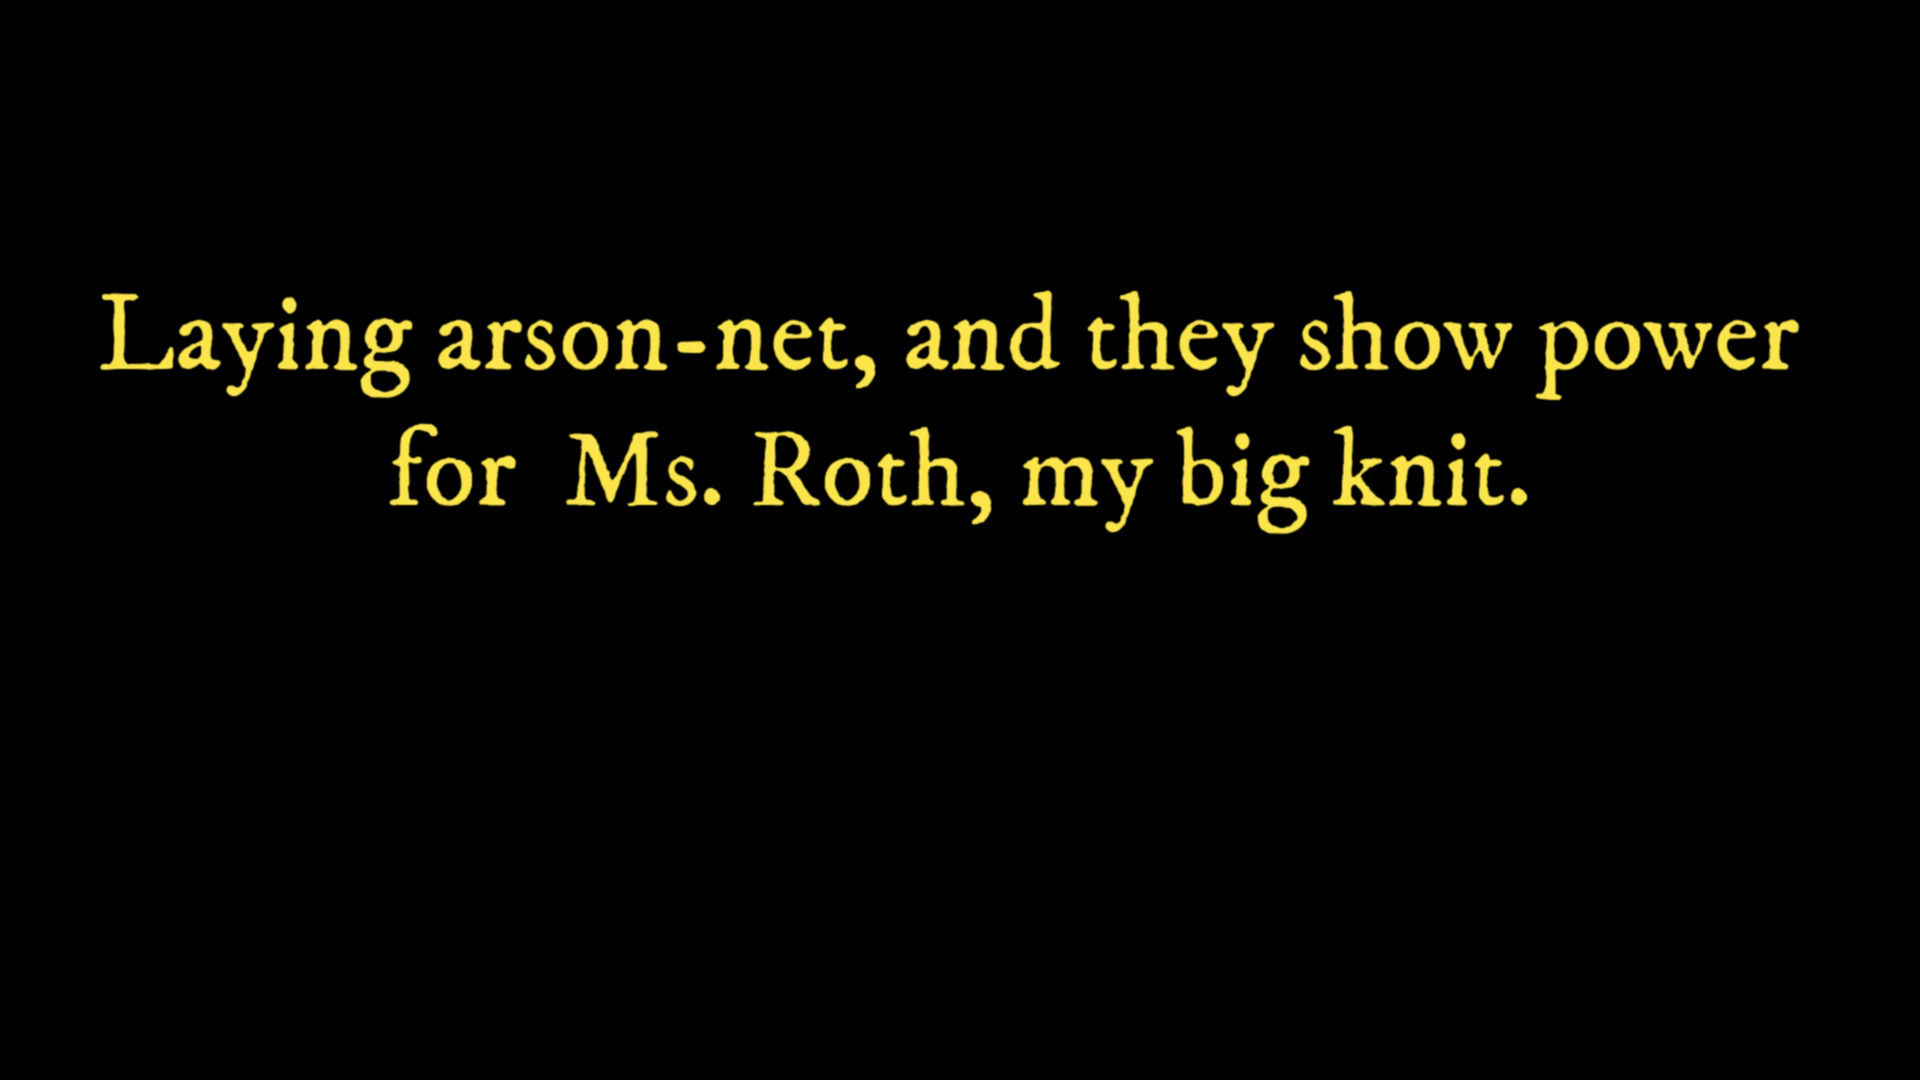 Laying arson-net, and they show power
for  Ms. Roth, my big knit.